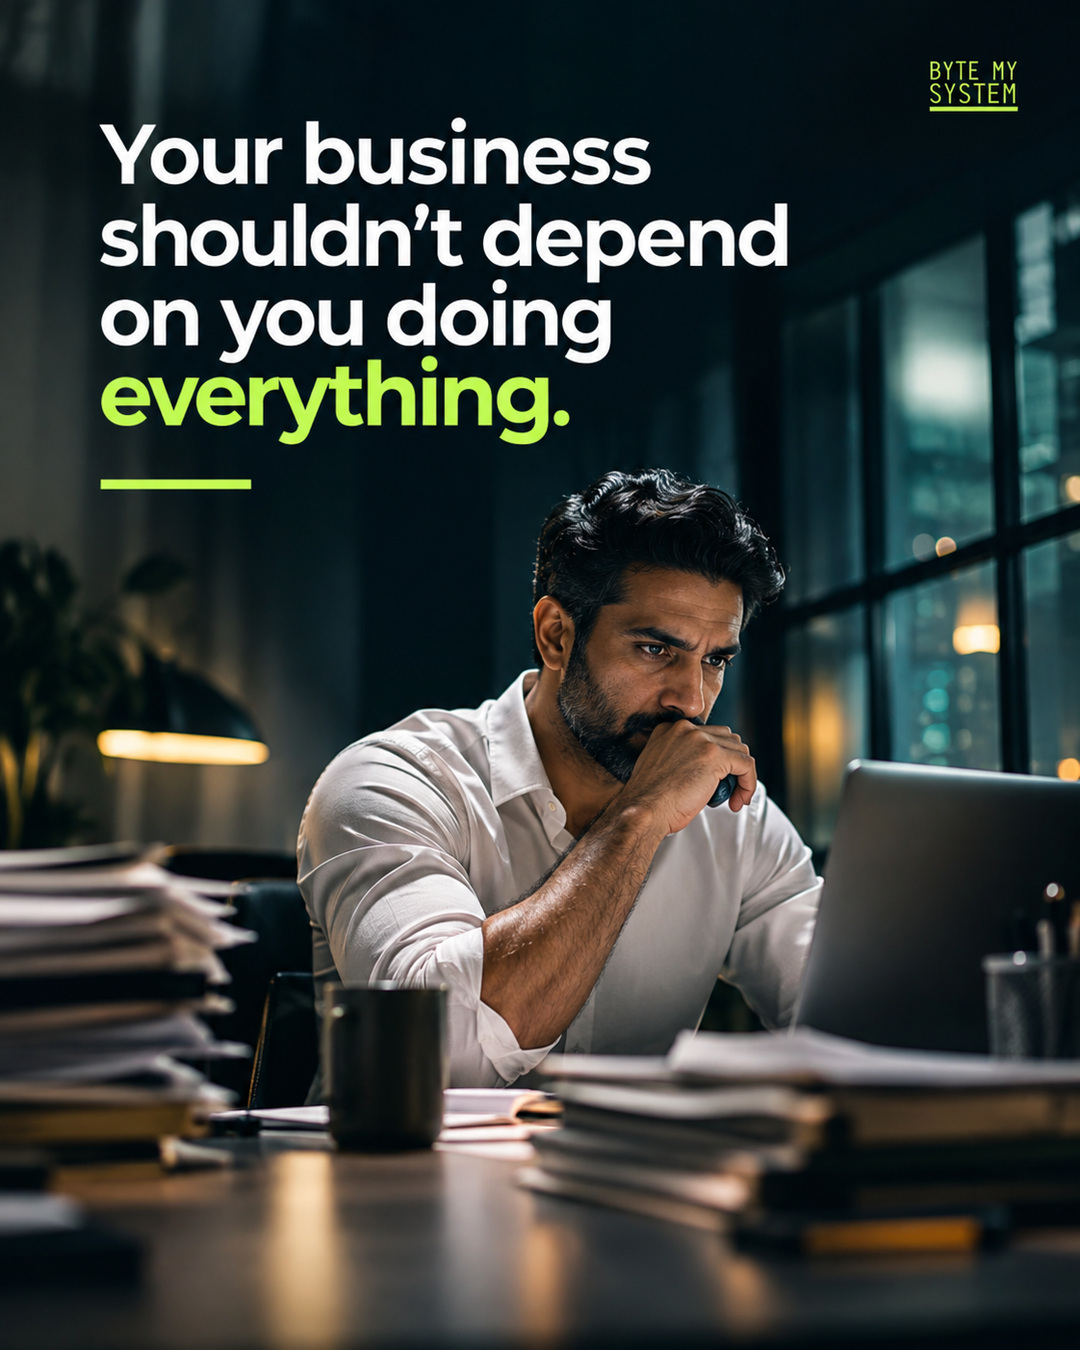 BYTE MY
SYSTEM
Your business
shouldn’t depend
on you doing
everything.